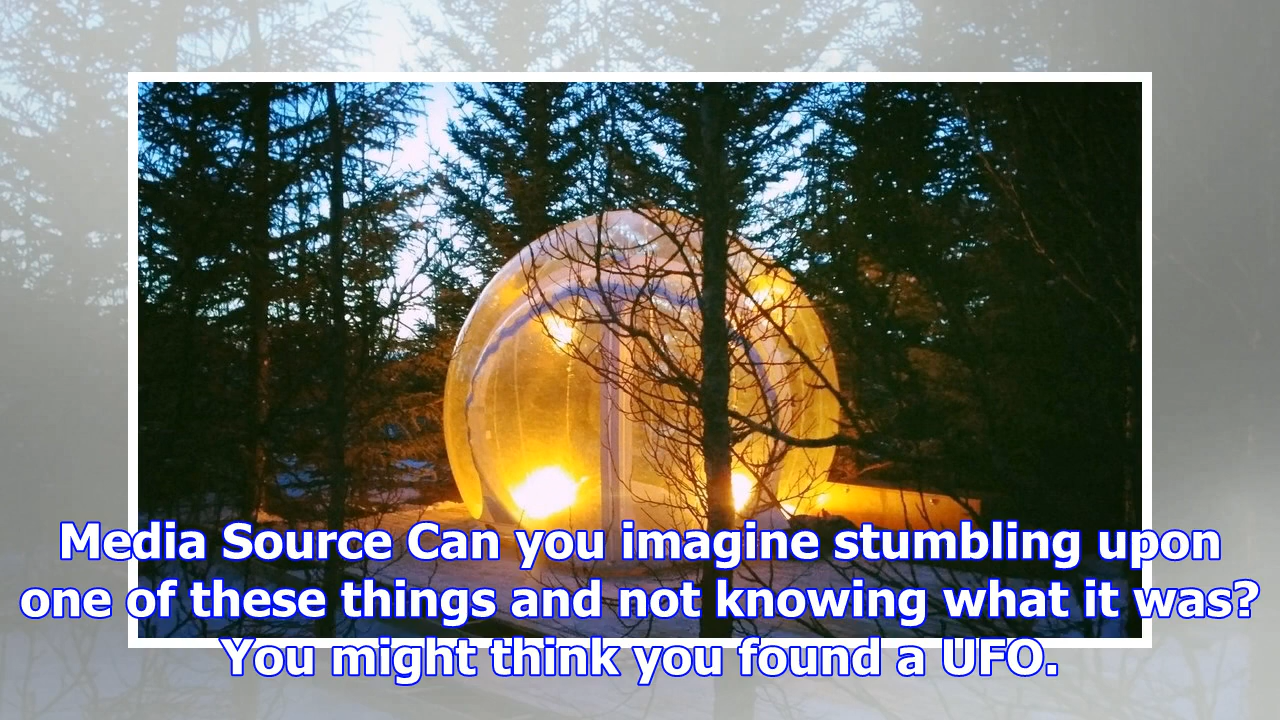 Media Source Can you imagine stumbling upon
one of these things and not knowing what it was?
You might think you found a UFO.